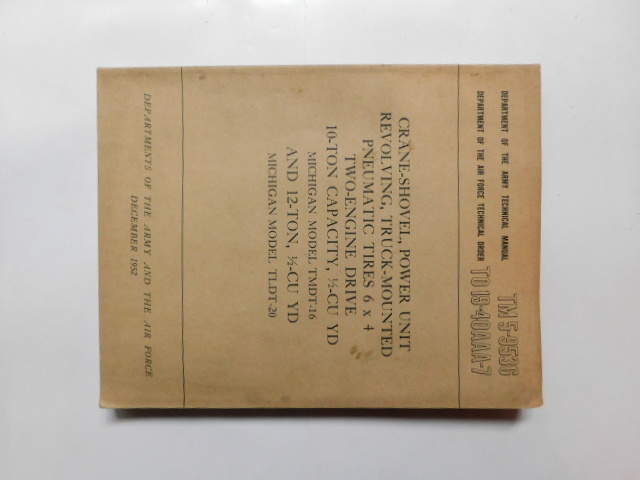 DEPARTMENT OF THE ARMY TECHNICAL MANUAL TM 5-9536
DEPARTMENT OF THE AIR FORCE TECHNICAL ORDER TO 19-40AAA-7
CRANE-SHOVEL, POWER UNIT
REVOLVING, TRUCK-MOUNTED
PNEUMATIC TIRES 6 x 4
TWO-ENGINE DRIVE
10-TON CAPACITY, ½-CU YD
MICHIGAN MODEL TMDT-16
AND 12-TON, ½-CU YD
MICHIGAN MODEL TLDT-20
DEPARTMENTS OF THE ARMY AND THE AIR FORCE
DECEMBER 1952